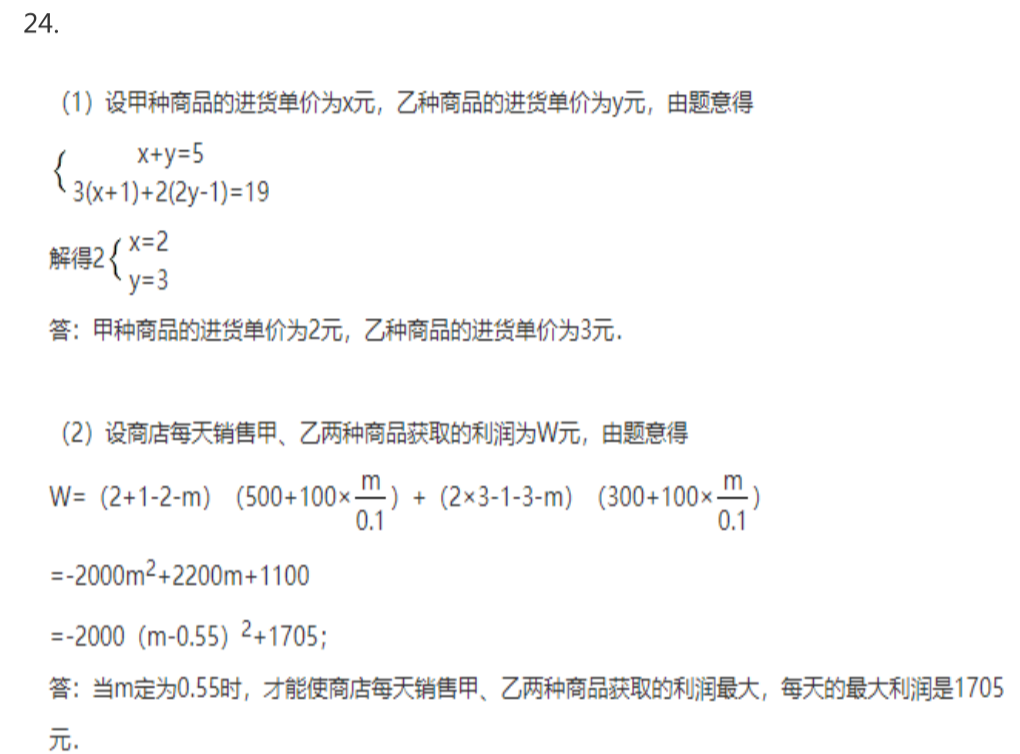 24.
（1）设甲种商品的进货单价为x元，乙种商品的进货单价为y元，由题意得
{ x+y=5
3(x+1)+2(2y-1)=19
解得2{ x=2
y=3
答：甲种商品的进货单价为2元，乙种商品的进货单价为3元．
（2）设商店每天销售甲、乙两种商品获取的利润为W元，由题意得
W=（2+1-2-m）（500+100×m/0.1）+（2×3-1-3-m）（300+100×m/0.1）
=-2000m²+2200m+1100
=-2000（m-0.55）²+1705;
答：当m定为0.55时，才能使商店每天销售甲、乙两种商品获取的利润最大，每天的最大利润是1705
元．